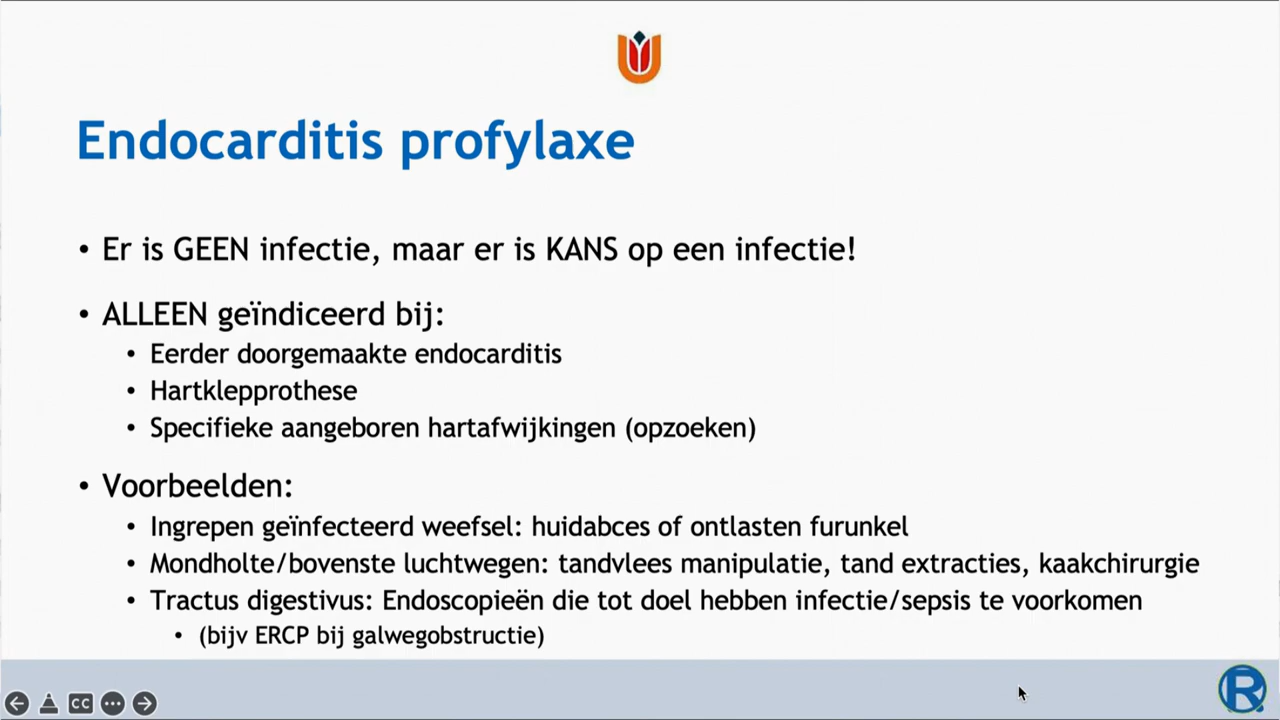 Endocarditis profylaxe
• Er is GEEN infectie, maar er is KANS op een infectie!
• ALLEEN geïndiceerd bij:
• Eerder doorgemaakte endocarditis
• Hartklepprothese
• Specifieke aangeboren hartafwijkingen (opzoeken)
• Voorbeelden:
• Ingrepen geïnfecteerd weefsel: huidabces of ontlasten furunkel
• Mondholte/bovenste luchtwegen: tandvlees manipulatie, tand extracties, kaakchirurgie
• Tractus digestivus: Endoscopieën die tot doel hebben infectie/sepsis te voorkomen
• (bijv ERCP bij galwegobstructie)
CC
R